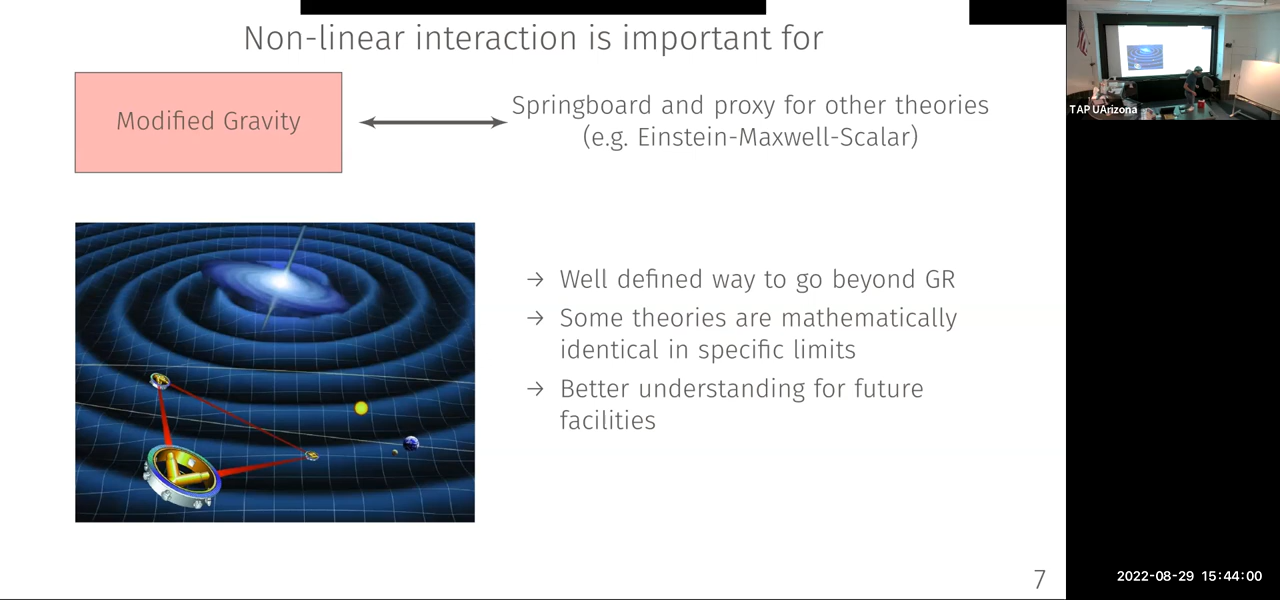 Non-linear interaction is important for
Modified Gravity
Springboard and proxy for other theories
(e.g. Einstein-Maxwell-Scalar)
→ Well defined way to go beyond GR
→ Some theories are mathematically
identical in specific limits
→ Better understanding for future
facilities
7
TAP UArizona
2022-08-29 15:44:00